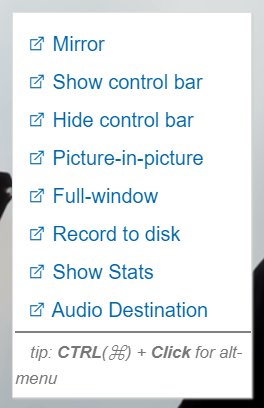 Mirror
Show control bar
Hide control bar
Picture-in-picture
Full-window
Record to disk
Show Stats
Audio Destination
tip: CTRL(⌘) + Click for alt-
menu